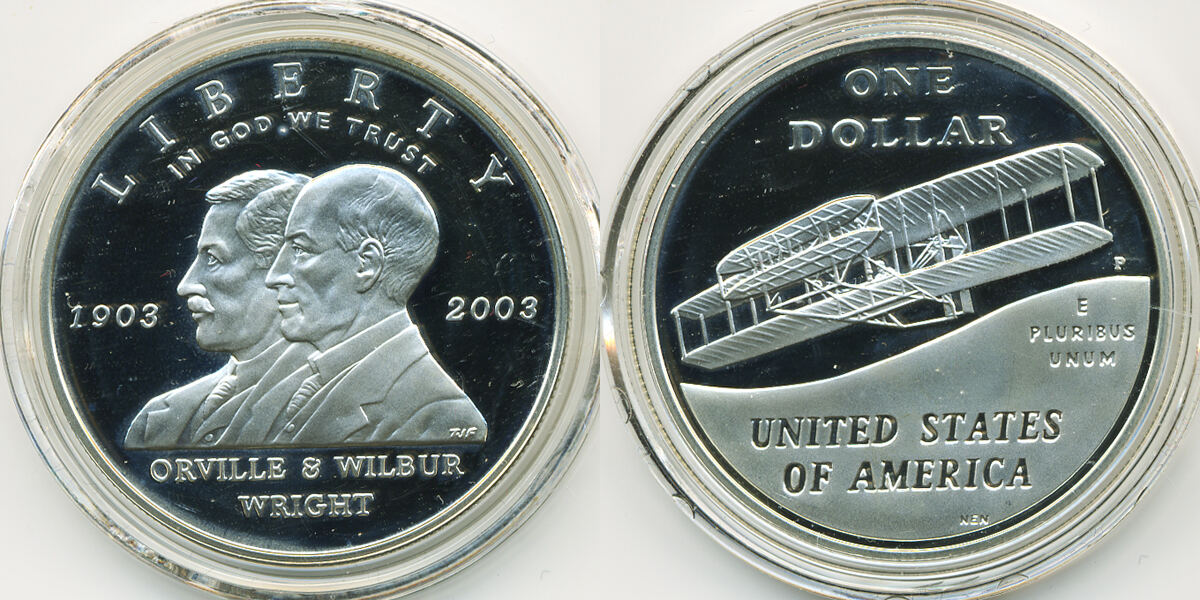 LIBERTY
IN GOD WE TRUST
1903
2003
TJF
ORVILLE & WILBUR
WRIGHT
ONE
DOLLAR
P
E
PLURIBUS
UNUM
UNITED STATES
OF AMERICA
NEN